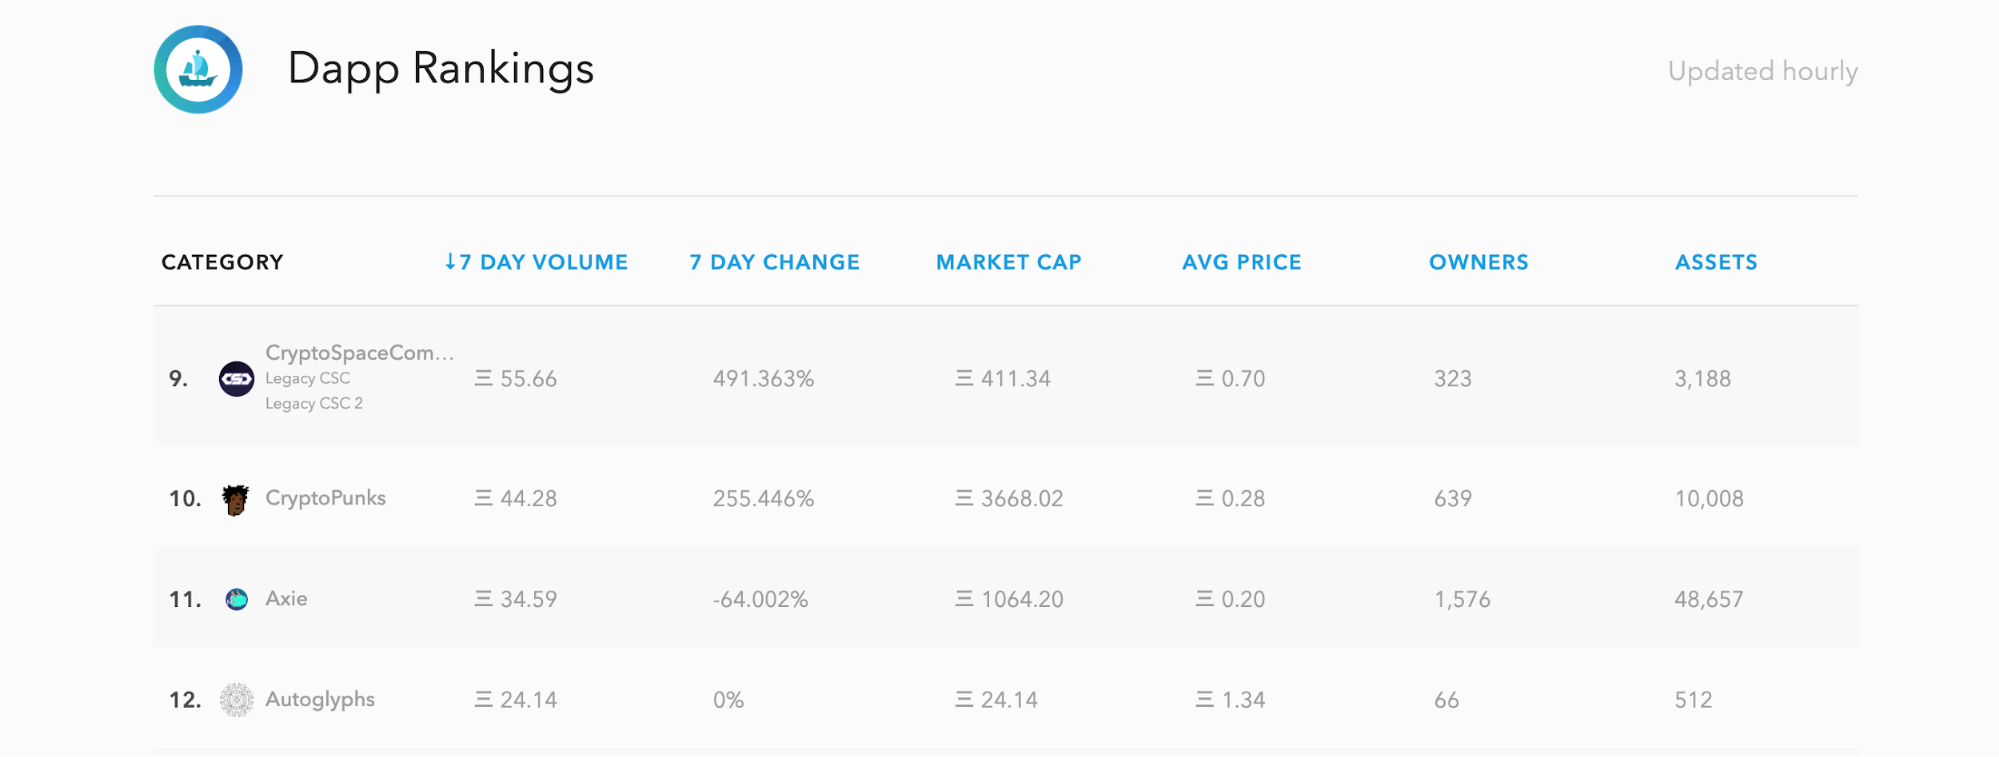 Dapp Rankings
Updated hourly
CATEGORY ↓7 DAY VOLUME 7 DAY CHANGE MARKET CAP AVG PRICE OWNERS ASSETS
9. CryptoSpaceCom... Legacy CSC Legacy CSC 2 Ξ 55.66 491.363% Ξ 411.34 Ξ 0.70 323 3,188
10. CryptoPunks Ξ 44.28 255.446% Ξ 3668.02 Ξ 0.28 639 10,008
11. Axie Ξ 34.59 -64.002% Ξ 1064.20 Ξ 0.20 1,576 48,657
12. Autoglyphs Ξ 24.14 0% Ξ 24.14 Ξ 1.34 66 512